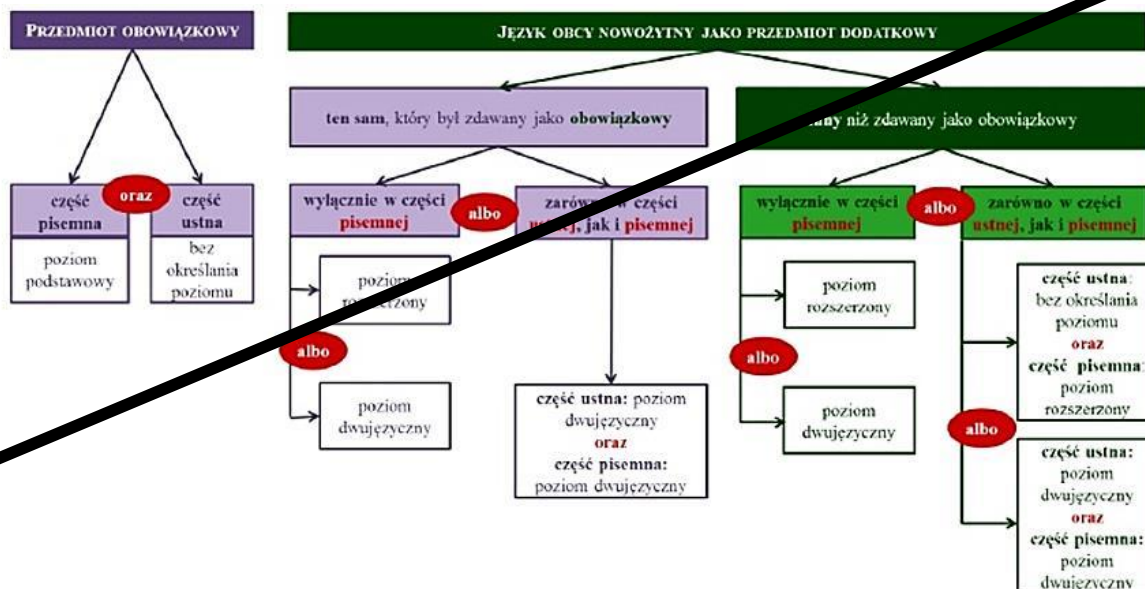 PRZEDMIOT OBOWIĄZKOWY
JĘZYK OBCY NOWOŻYTNY JAKO PRZEDMIOT DODATKOWY
ten sam, który był zdawany jako obowiązkowy
niż zdawany jako obowiązkowy
część
pisemna
oraz
część
ustna
poziom
podstawowy
bez
określania
poziomu
wyłącznie w części
pisemnej
albo
zarówno w części
ustnej, jak i pisemnej
poziom
rozszerzony
albo
poziom
dwujęzyczny
część ustna: poziom
dwujęzyczny
oraz
część pisemna:
poziom dwujęzyczny
wyłącznie w części
pisemnej
albo
zarówno w części
ustnej, jak i pisemnej
poziom
rozszerzony
albo
poziom
dwujęzyczny
część ustna:
bez określania
poziomu
oraz
część pisemna:
poziom
rozszerzony
albo
część ustna:
poziom
dwujęzyczny
oraz
część pisemna:
poziom
dwujęzyczny